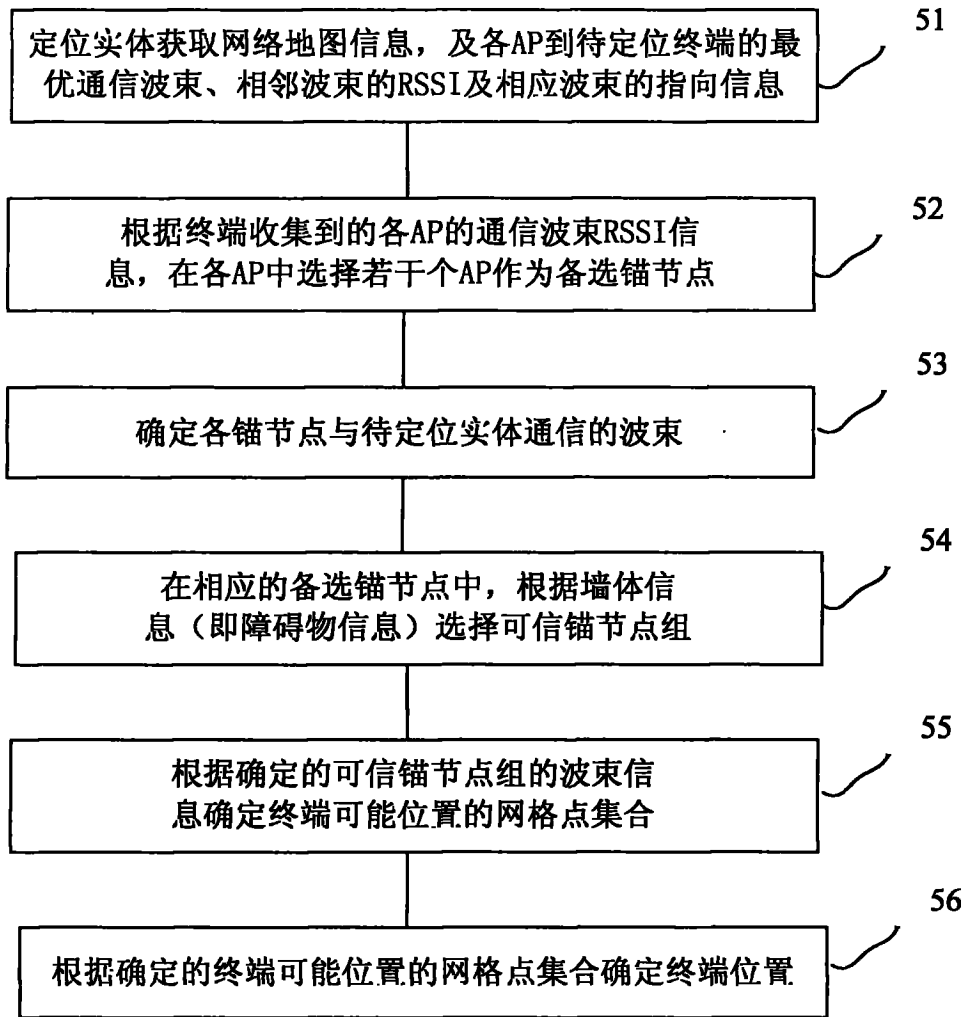 51
定位实体获取网络地图信息，及各AP到待定位终端的最
优通信波束、相邻波束的RSSI及相应波束的指向信息
52
根据终端收集到的各AP的通信波束RSSI信
息，在各AP中选择若干个AP作为备选锚节点
53
确定各锚节点与待定位实体通信的波束
54
在相应的备选锚节点中，根据墙体信
息（即障碍物信息）选择可信锚节点组
55
根据确定的可信锚节点组的波束信
息确定终端可能位置的网格点集合
56
根据确定的终端可能位置的网格点集合确定终端位置